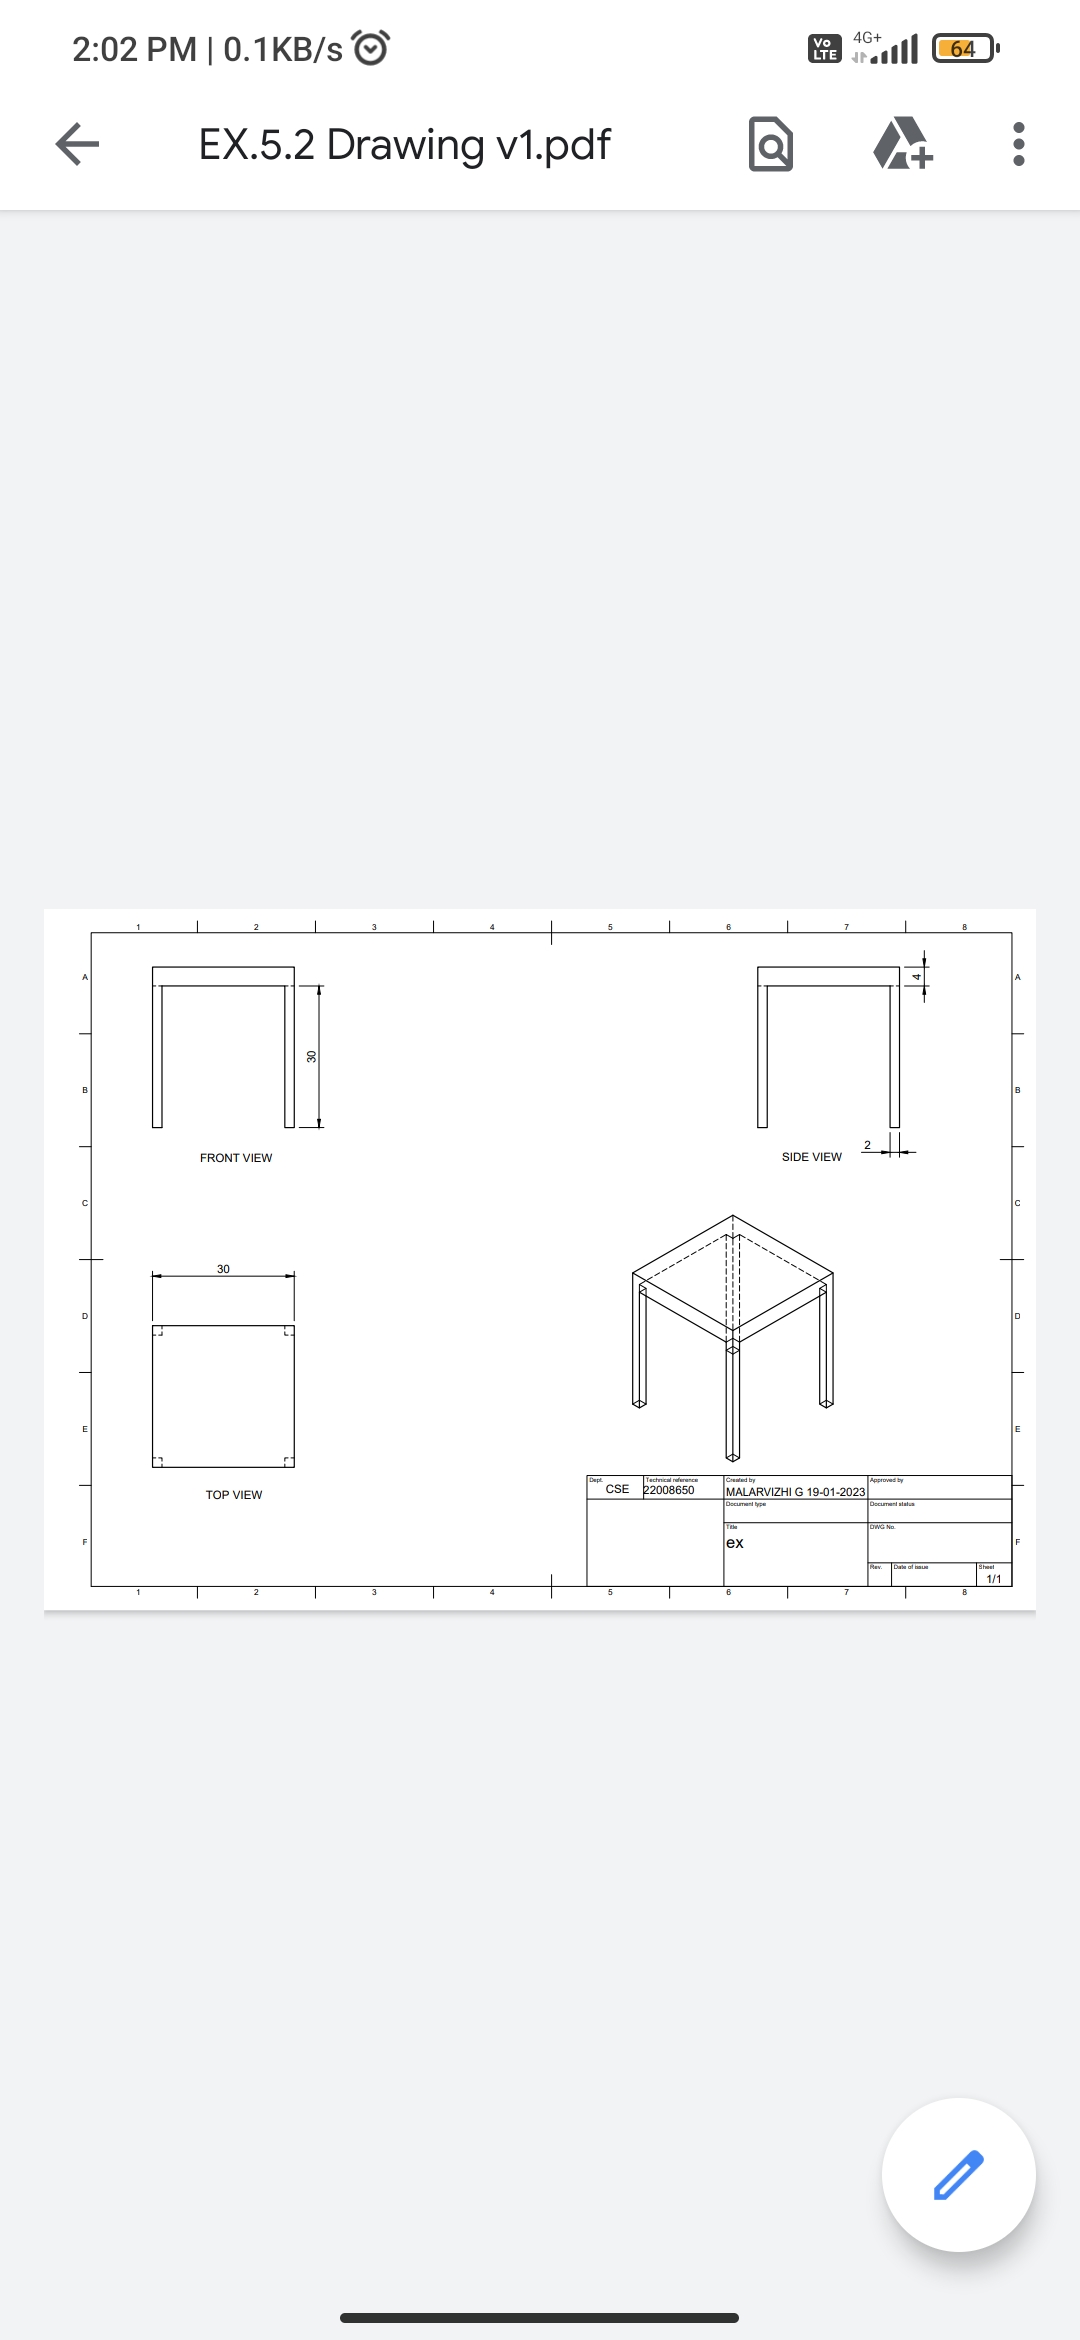 2:02 PM | 0.1KB/s
Vo LTE 4G+ 64
EX.5.2 Drawing v1.pdf
1 2 3 4 5 6 7 8
A A
4
30
B B
2
FRONT VIEW
SIDE VIEW
C C
30
D D
E E
Dept. Technical reference Created by Approved by
CSE 22008650 MALARVIZHI G 19-01-2023
TOP VIEW
Document type Document status
Title DWG No.
ex
F F
Rev. Date of issue Sheet
1/1
1 2 3 4 5 6 7 8